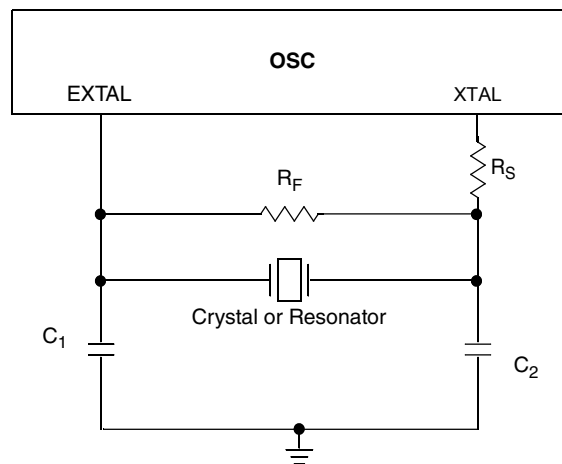 OSC
EXTAL
XTAL
RF
RS
Crystal or Resonator
C1
C2